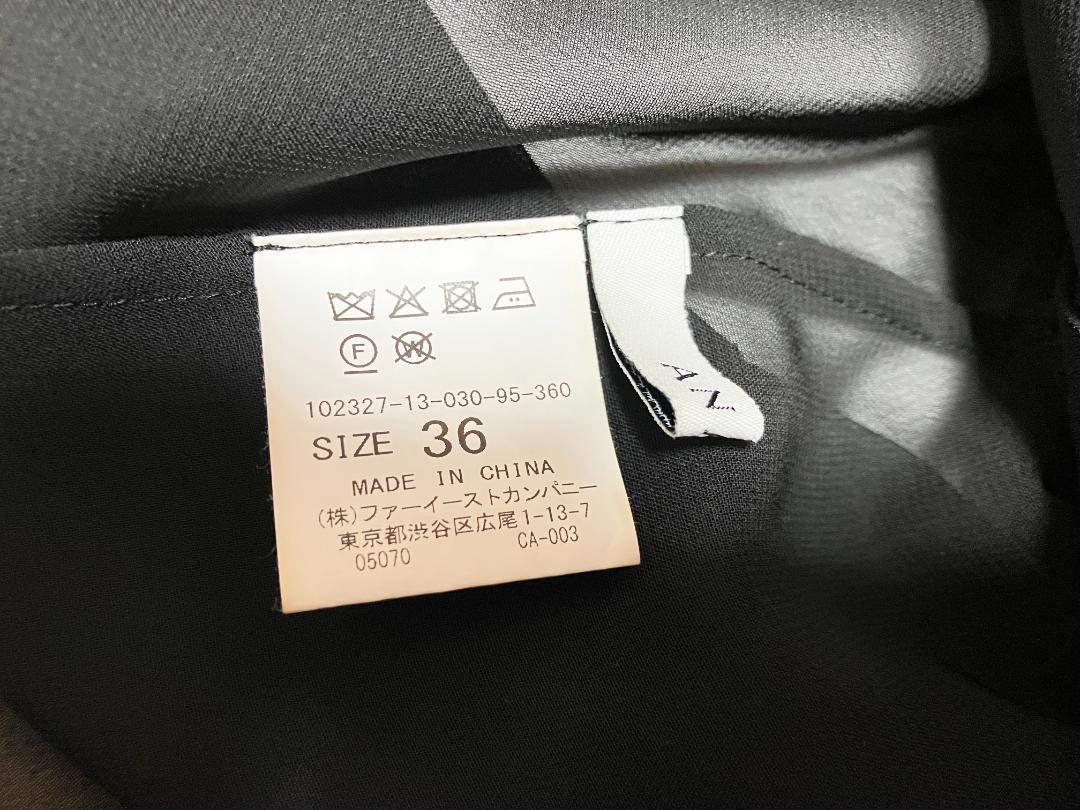 F W
102327-13-030-95-360
SIZE 36
MADE IN CHINA
(株)ファーイーストカンパニー
東京都渋谷区広尾1-13-7
05070 CA-003
AN